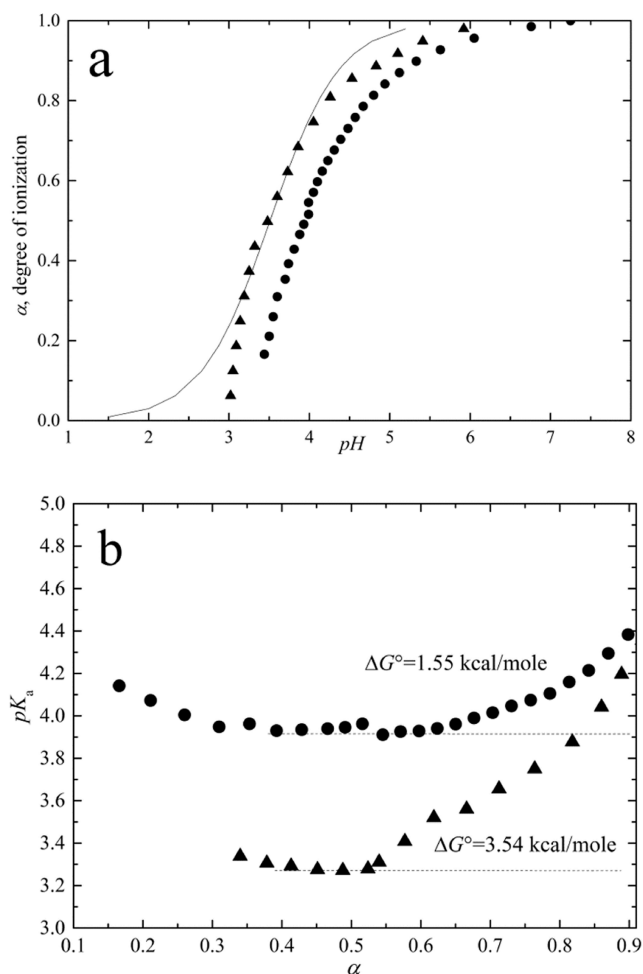 a
1.0
0.8
0.6
0.4
0.2
0.0
α, degree of ionization
1 2 3 4 5 6 7 8
pH
b
5.0
4.8
4.6
4.4
4.2
4.0
3.8
3.6
3.4
3.2
3.0
pKa
ΔG°=1.55 kcal/mole
ΔG°=3.54 kcal/mole
0.1 0.2 0.3 0.4 0.5 0.6 0.7 0.8 0.9
α